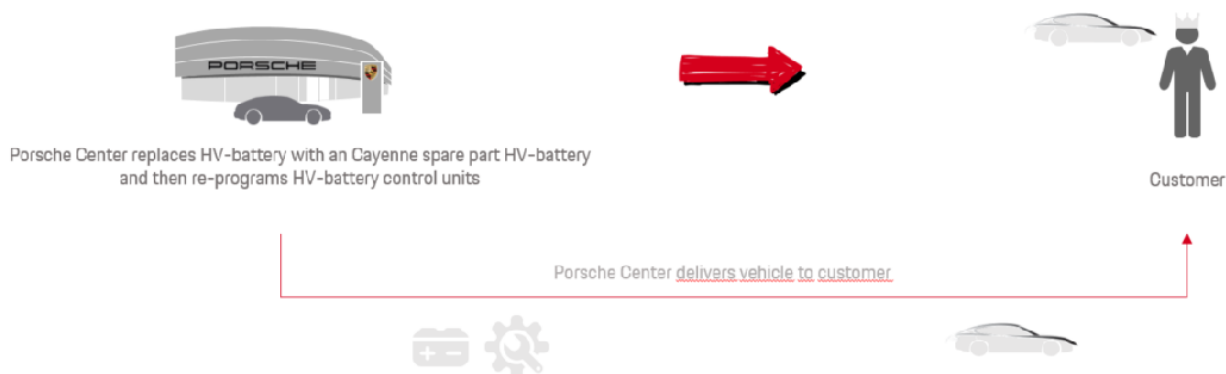 PORSCHE
Porsche Center replaces HV-battery with an Cayenne spare part HV-battery
and then re-programs HV-battery control units
Customer
Porsche Center delivers vehicle to customer